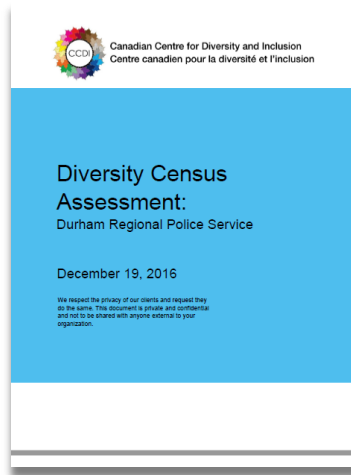 CCDI
Canadian Centre for Diversity and Inclusion
Centre canadien pour la diversité et l'inclusion
Diversity Census
Assessment:
Durham Regional Police Service
December 19, 2016
We respect the privacy of our clients and request they
do the same. This document is private and confidential
and not to be shared with anyone external to your
organization.